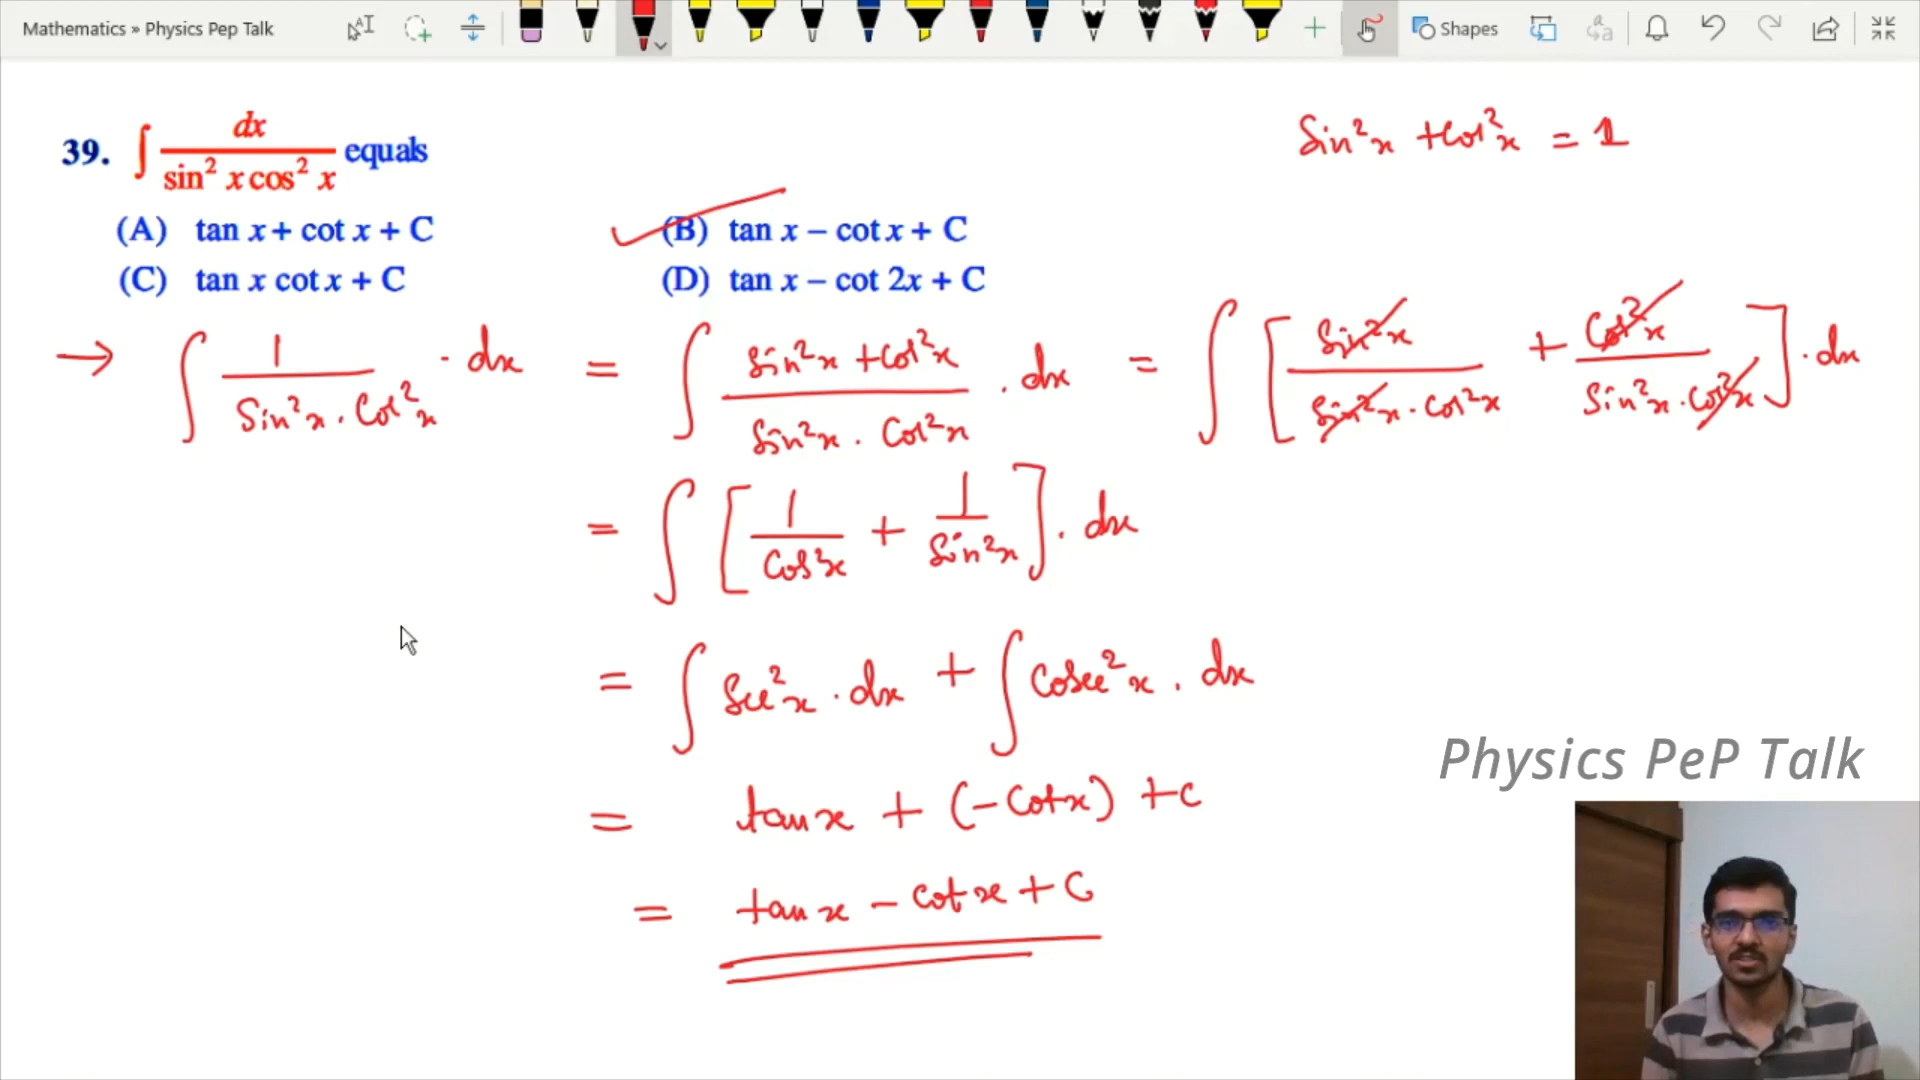 Mathematics » Physics Pep Talk
Shapes
Sin²x + Cos²x = 1
39. ∫ dx / sin² x cos² x equals
(A) tan x + cot x + C
(B) tan x – cot x + C
(C) tan x cot x + C
(D) tan x – cot 2x + C
→ ∫ 1 / Sin²x · Cos²x · dx = ∫ Sin²x + Cos²x / Sin²x · Cos²x · dx = ∫ [ Sin²x / Sin²x · Cos²x + Cos²x / Sin²x · Cos²x ] · dx
= ∫ [ 1 / Cos²x + 1 / Sin²x ] · dx
= ∫ Sec²x · dx + ∫ Cosec²x · dx
= tan x + (– Cot x) + C
= tan x – Cot x + C
Physics PeP Talk